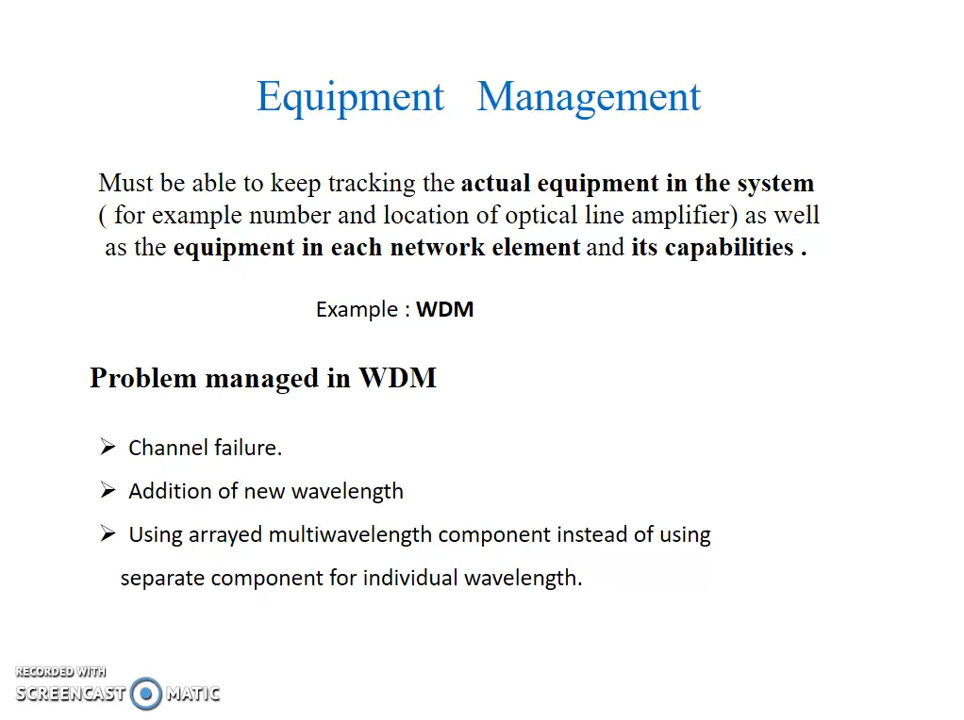 Equipment Management
Must be able to keep tracking the actual equipment in the system
( for example number and location of optical line amplifier) as well
as the equipment in each network element and its capabilities .
Example : WDM
Problem managed in WDM
➢ Channel failure.
➢ Addition of new wavelength
➢ Using arrayed multiwavelength component instead of using
separate component for individual wavelength.
RECORDED WITH
SCREENCAST MATIC